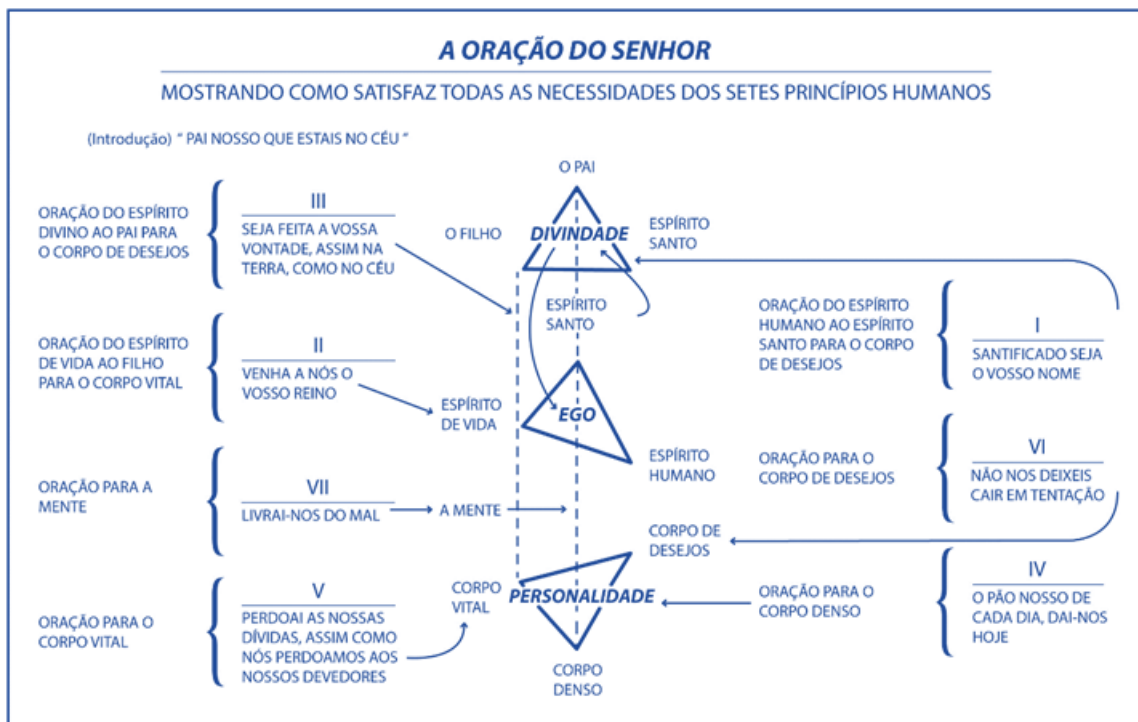 A ORAÇÃO DO SENHOR
MOSTRANDO COMO SATISFAZ TODAS AS NECESSIDADES DOS SETES PRINCÍPIOS HUMANOS
(Introdução) “ PAI NOSSO QUE ESTAIS NO CÉU “
ORAÇÃO DO ESPÍRITO
DIVINO AO PAI PARA
O CORPO DE DESEJOS
III
SEJA FEITA A VOSSA
VONTADE, ASSIM NA
TERRA, COMO NO CÉU
ORAÇÃO DO ESPÍRITO
DE VIDA AO FILHO
PARA O CORPO VITAL
II
VENHA A NÓS O
VOSSO REINO
ORAÇÃO PARA A
MENTE
VII
LIVRAI-NOS DO MAL
ORAÇÃO PARA O
CORPO VITAL
V
PERDOAI AS NOSSAS
DÍVIDAS, ASSIM COMO
NÓS PERDOAMOS AOS
NOSSOS DEVEDORES
O PAI
O FILHO
DIVINDADE
ESPÍRITO
SANTO
ESPÍRITO
SANTO
ESPÍRITO
DE VIDA
EGO
ESPÍRITO
HUMANO
A MENTE
CORPO DE
DESEJOS
CORPO
VITAL
PERSONALIDADE
CORPO
DENSO
ORAÇÃO DO ESPÍRITO
HUMANO AO ESPÍRITO
SANTO PARA O CORPO
DE DESEJOS
I
SANTIFICADO SEJA
O VOSSO NOME
ORAÇÃO PARA O
CORPO DE DESEJOS
VI
NÃO NOS DEIXEIS
CAIR EM TENTAÇÃO
ORAÇÃO PARA O
CORPO DENSO
IV
O PÃO NOSSO DE
CADA DIA, DAI-NOS
HOJE